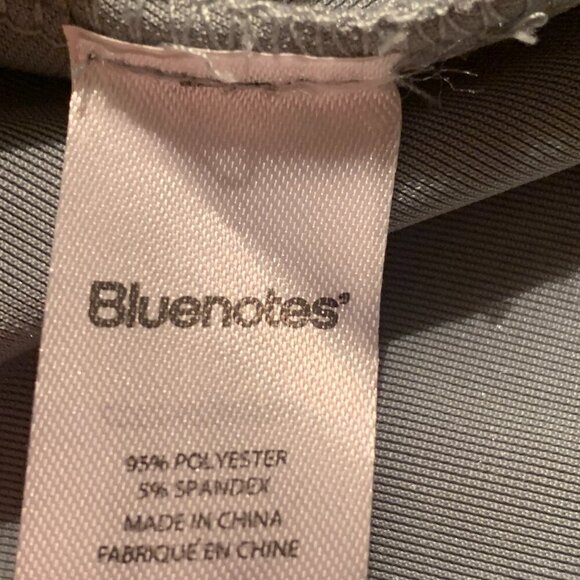 Bluenotes'
95% POLYESTER
5% SPANDEX
MADE IN CHINA
FABRIQUÉ EN CHINE